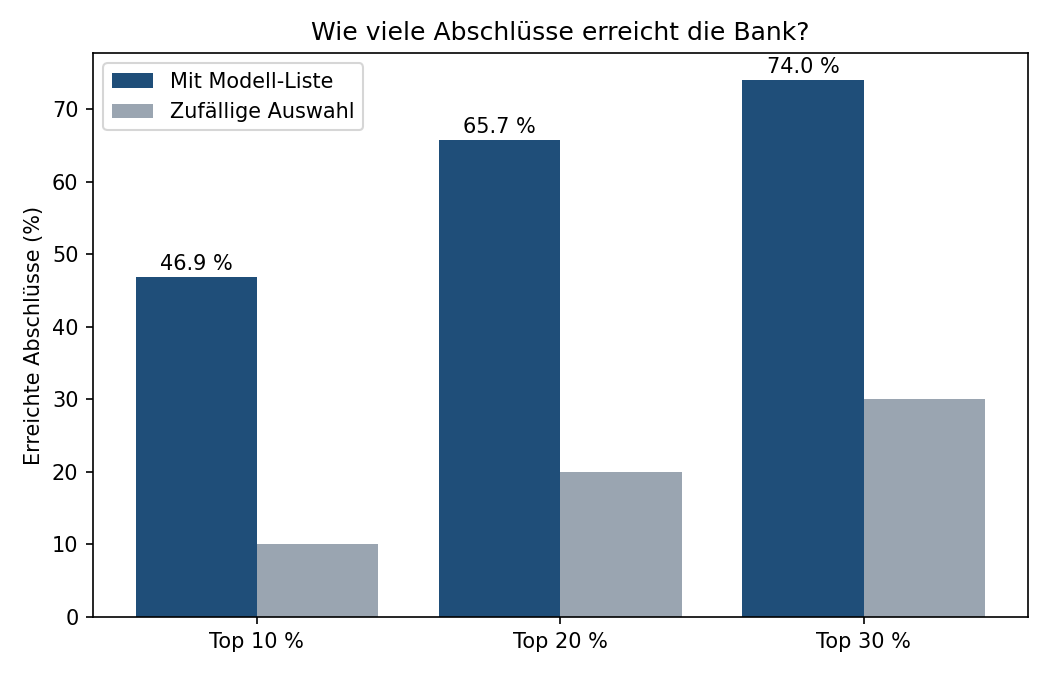 Wie viele Abschlüsse erreicht die Bank?
Mit Modell-Liste
Zufällige Auswahl
74.0 %
65.7 %
46.9 %
Erreichte Abschlüsse (%)
70
60
50
40
30
20
10
0
Top 10 %
Top 20 %
Top 30 %